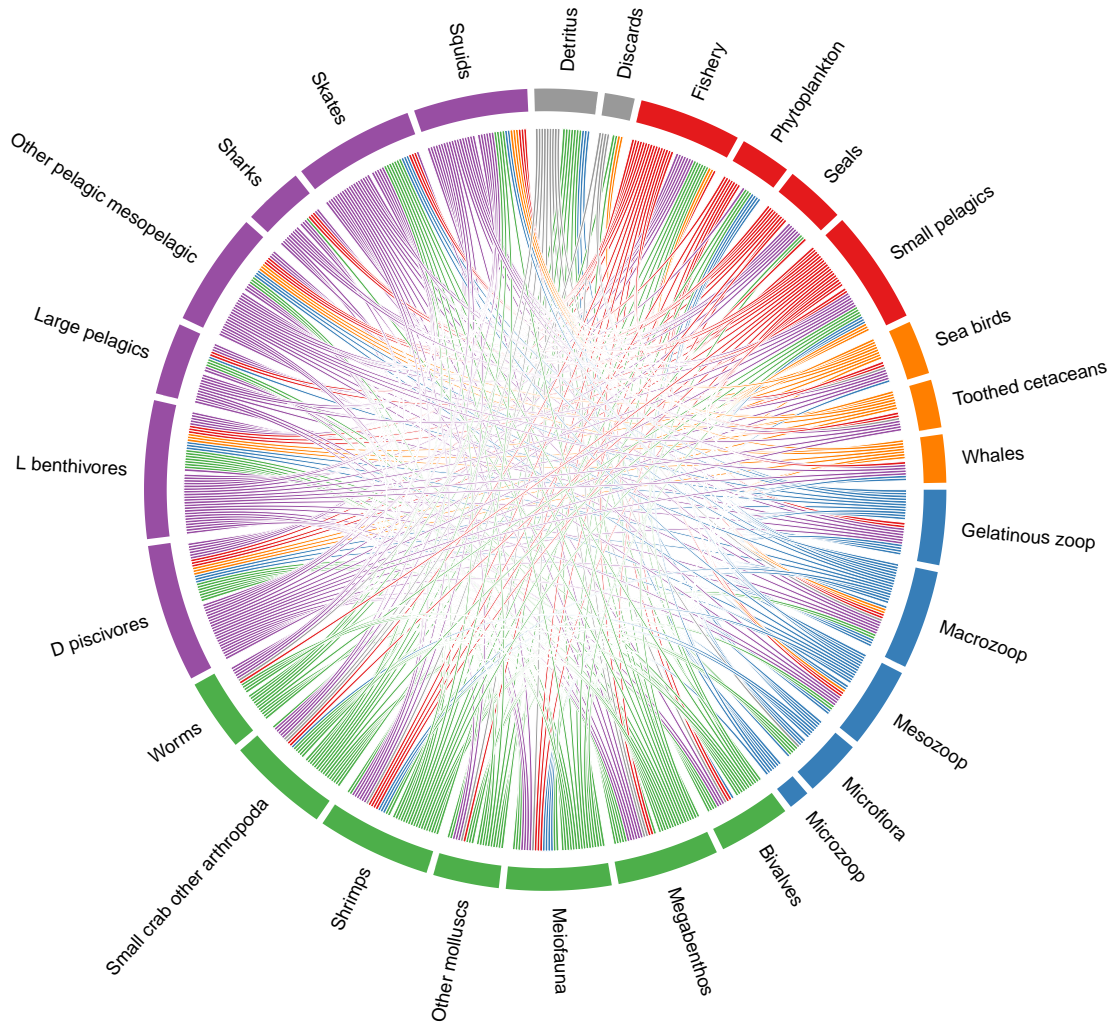 Detritus
Discards
Fishery
Phytoplankton
Seals
Small pelagics
Sea birds
Toothed cetaceans
Whales
Gelatinous zoop
Macrozoop
Mesozoop
Microflora
Microzoop
Bivalves
Megabenthos
Meiofauna
Other molluscs
Shrimps
Small crab other arthropoda
Worms
D piscivores
L benthivores
Large pelagics
Other pelagic mesopelagic
Sharks
Skates
Squids